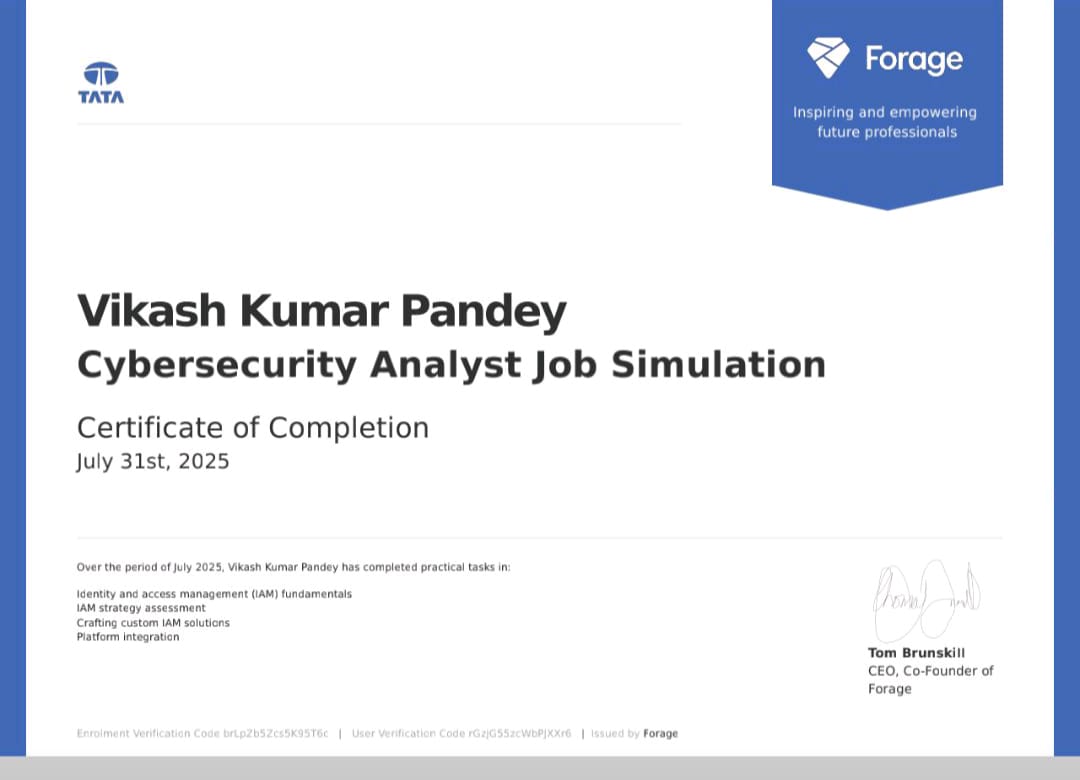 TATA
Forage
Inspiring and empowering
future professionals
Vikash Kumar Pandey
Cybersecurity Analyst Job Simulation
Certificate of Completion
July 31st, 2025
Over the period of July 2025, Vikash Kumar Pandey has completed practical tasks in:
Identity and access management (IAM) fundamentals
IAM strategy assessment
Crafting custom IAM solutions
Platform integration
Tom Brunskill
CEO, Co-Founder of
Forage
Enrolment Verification Code brLpZb5Zcs5K95T6c | User Verification Code rGzjG55zcWbPJXXr6 | Issued by Forage